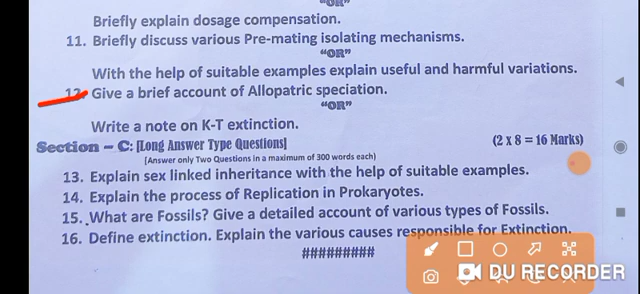 "OR"
Briefly explain dosage compensation.
11. Briefly discuss various Pre-mating isolating mechanisms.
"OR"
With the help of suitable examples explain useful and harmful variations.
12. Give a brief account of Allopatric speciation.
"OR"
Write a note on K-T extinction.
Section – C: [Long Answer Type Questions] (2 x 8 = 16 Marks)
[Answer only Two Questions in a maximum of 300 words each)
13. Explain sex linked inheritance with the help of suitable examples.
14. Explain the process of Replication in Prokaryotes.
15. What are Fossils? Give a detailed account of various types of Fossils.
16. Define extinction. Explain the various causes responsible for Extinction.
#########
DU RECORDER